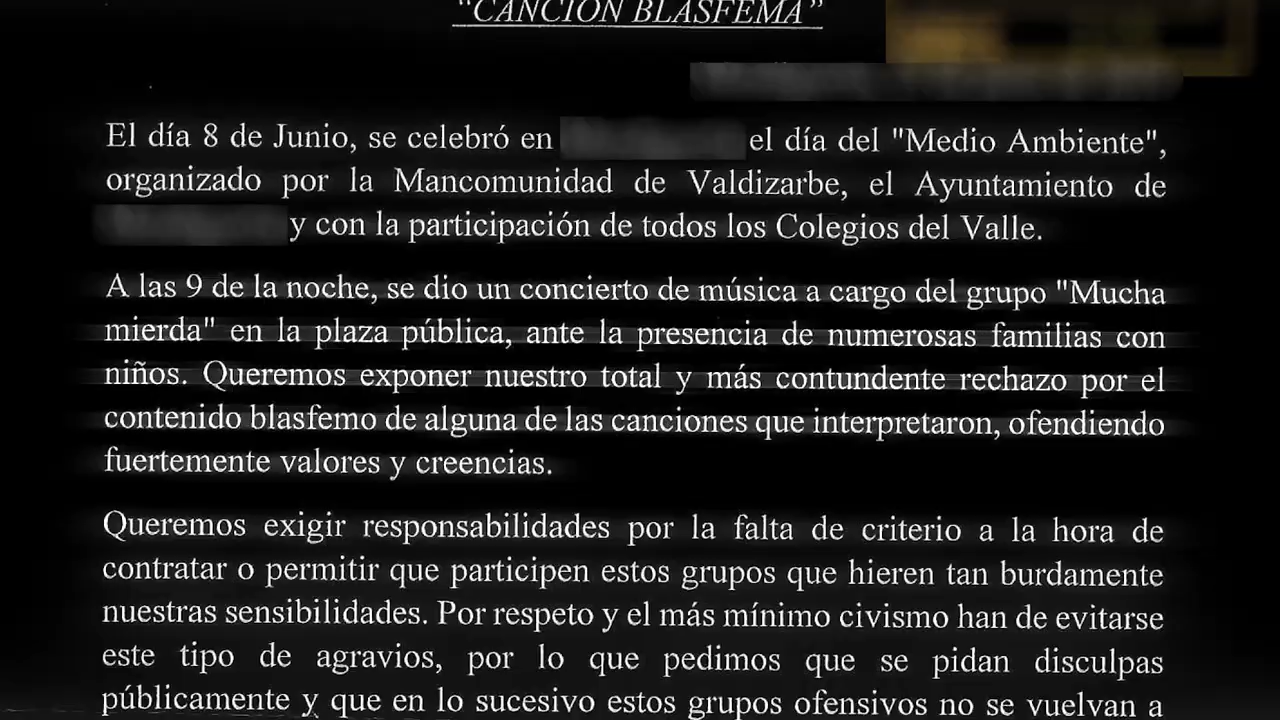 “CANCIÓN BLASFEMA”
El día 8 de Junio, se celebró en el día del "Medio Ambiente",
organizado por la Mancomunidad de Valdizarbe, el Ayuntamiento de
y con la participación de todos los Colegios del Valle.
A las 9 de la noche, se dio un concierto de música a cargo del grupo "Mucha
mierda" en la plaza pública, ante la presencia de numerosas familias con
niños. Queremos exponer nuestro total y más contundente rechazo por el
contenido blasfemo de alguna de las canciones que interpretaron, ofendiendo
fuertemente valores y creencias.
Queremos exigir responsabilidades por la falta de criterio a la hora de
contratar o permitir que participen estos grupos que hieren tan burdamente
nuestras sensibilidades. Por respeto y el más mínimo civismo han de evitarse
este tipo de agravios, por lo que pedimos que se pidan disculpas
públicamente y que en lo sucesivo estos grupos ofensivos no se vuelvan a